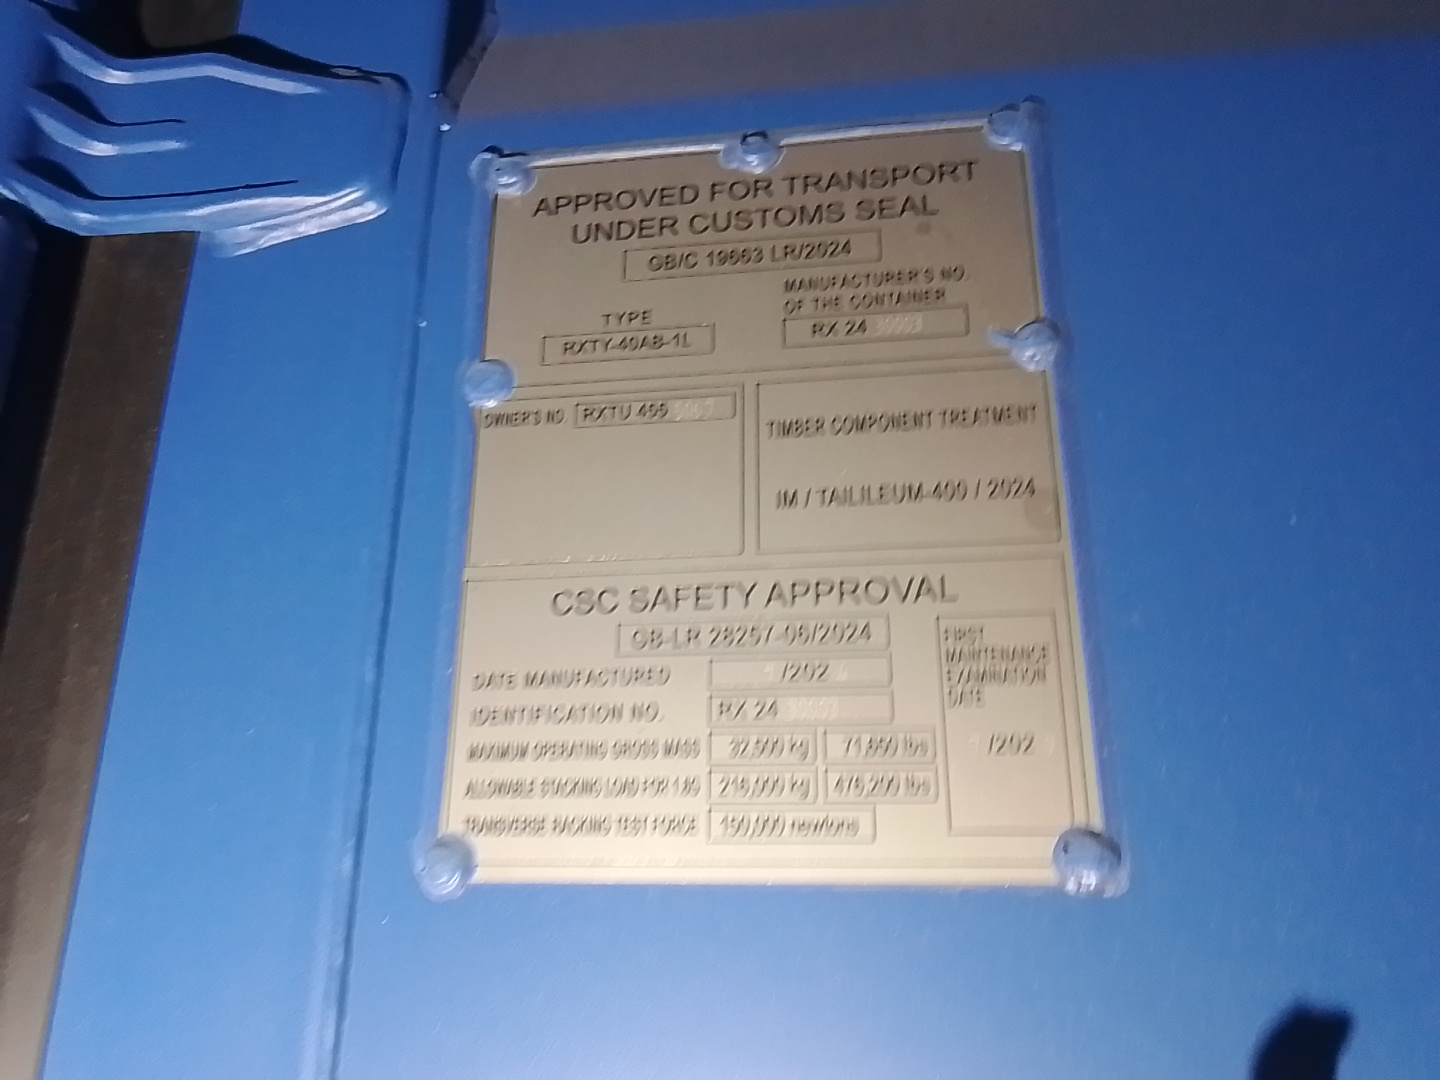 APPROVED FOR TRANSPORT
UNDER CUSTOMS SEAL
GB/C 19663 LR/2024
MANUFACTURER'S NO.
OF THE CONTAINER
TYPE
RXTY-40AB-1L
RX 24
OWNER'S NO. RXTU 406
TIMBER COMPONENT TREATMENT
IM / TAILILEUM-400 / 2024
CSC SAFETY APPROVAL
GB-LR 28257-06/2024
DATE MANUFACTURED /202
IDENTIFICATION NO. RX 24
MAXIMUM OPERATING GROSS MASS 32,500 kg 71,650 lbs
ALLOWABLE STACKING LOAD FOR 1.8G 216,000 kg 476,200 lbs
TRANSVERSE RACKING TEST FORCE 150,000 newtons
FIRST
MAINTENANCE
EXAMINATION
DATE
/202